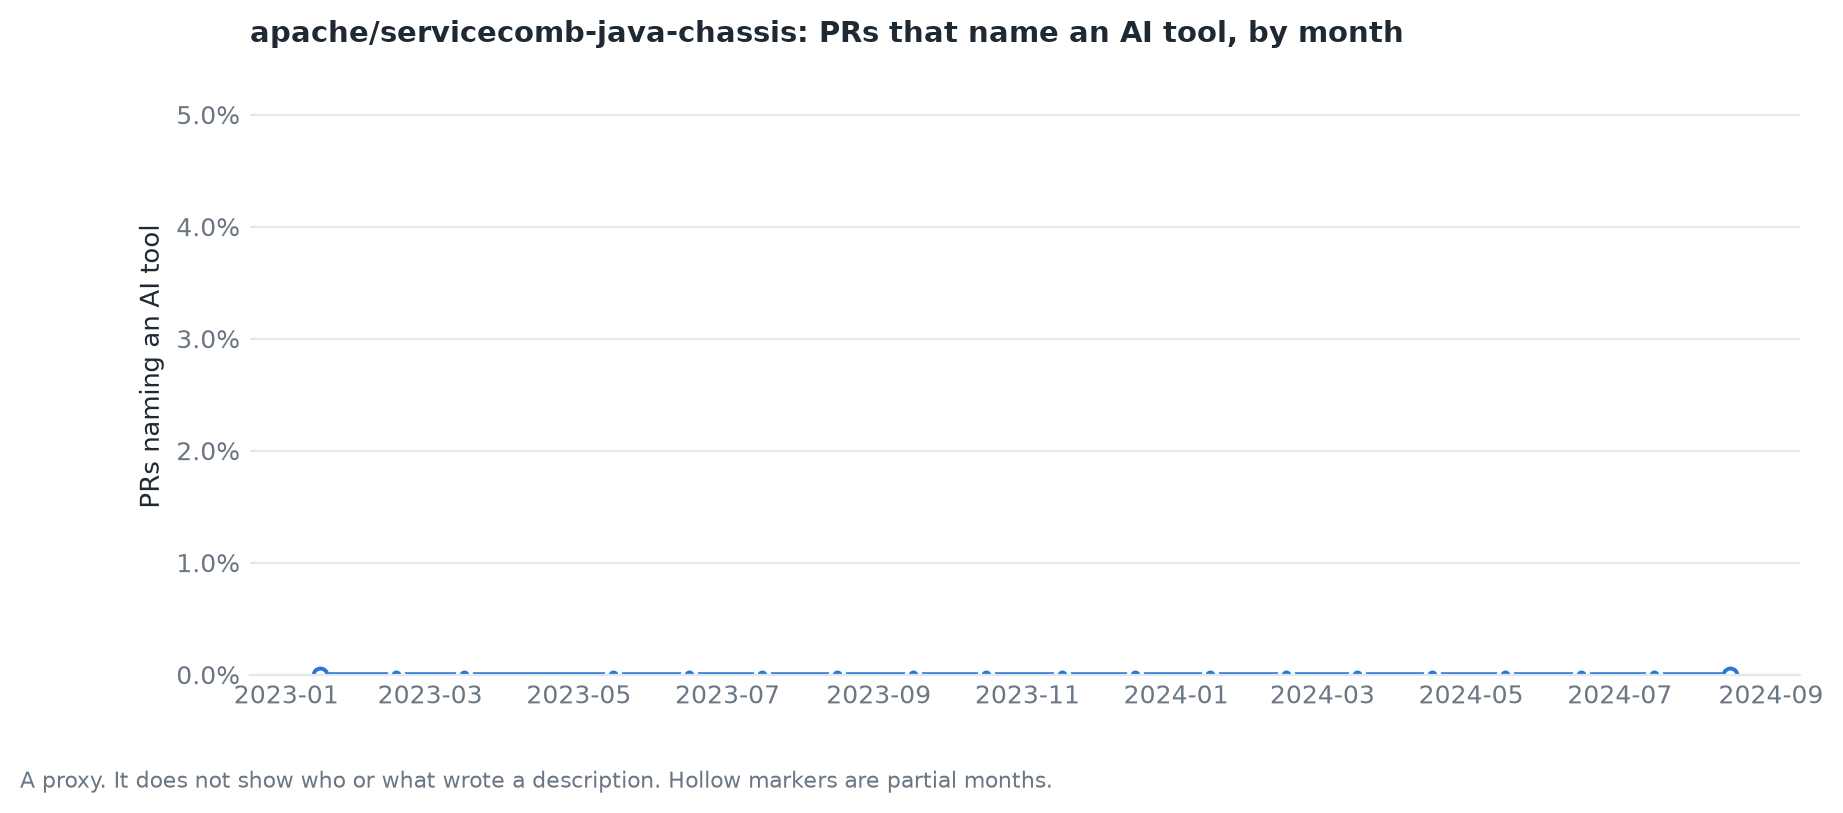 apache/servicecomb-java-chassis: PRs that name an AI tool, by month
PRs naming an AI tool
5.0%
4.0%
3.0%
2.0%
1.0%
0.0%
2023-01 2023-03 2023-05 2023-07 2023-09 2023-11 2024-01 2024-03 2024-05 2024-07 2024-09
A proxy. It does not show who or what wrote a description. Hollow markers are partial months.